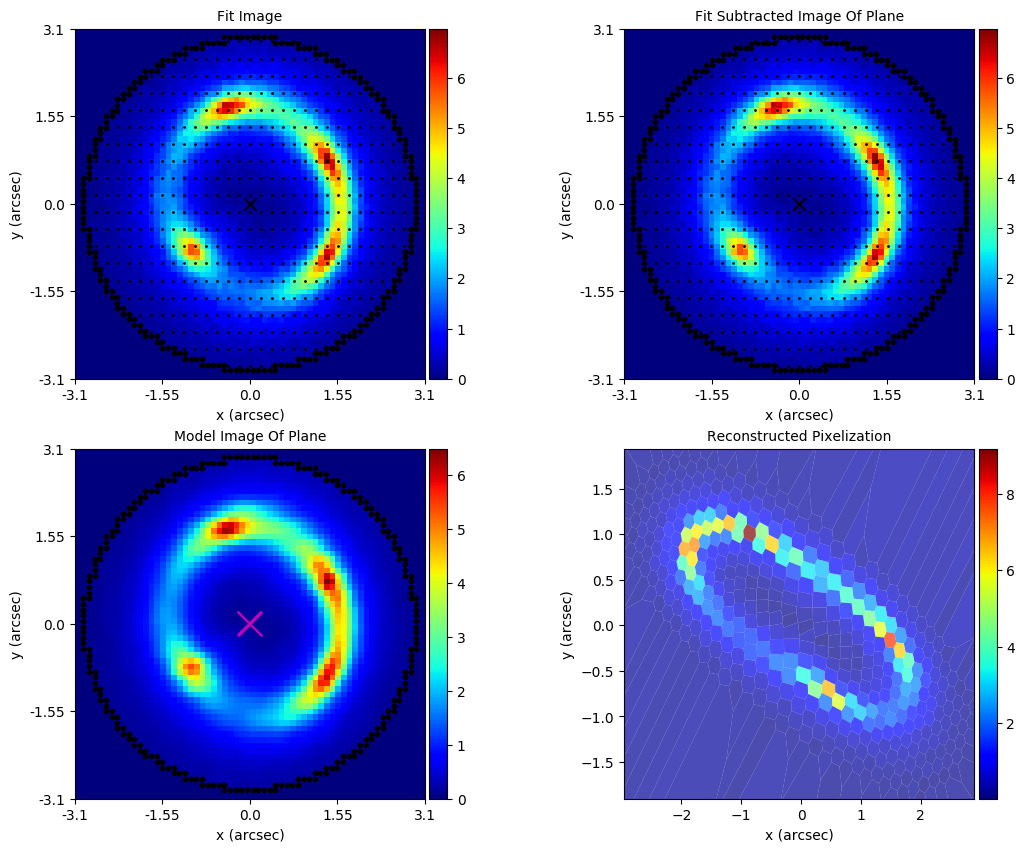 Fit Image
3.1
1.55
0.0
-1.55
-3.1
y (arcsec)
-3.1 -1.55 0.0 1.55 3.1
x (arcsec)
6
5
4
3
2
1
0
Fit Subtracted Image Of Plane
3.1
1.55
0.0
-1.55
-3.1
y (arcsec)
-3.1 -1.55 0.0 1.55 3.1
x (arcsec)
6
5
4
3
2
1
0
Model Image Of Plane
3.1
1.55
0.0
-1.55
-3.1
y (arcsec)
-3.1 -1.55 0.0 1.55 3.1
x (arcsec)
6
5
4
3
2
1
0
Reconstructed Pixelization
1.5
1.0
0.5
0.0
−0.5
−1.0
−1.5
y (arcsec)
−2 −1 0 1 2
x (arcsec)
8
6
4
2